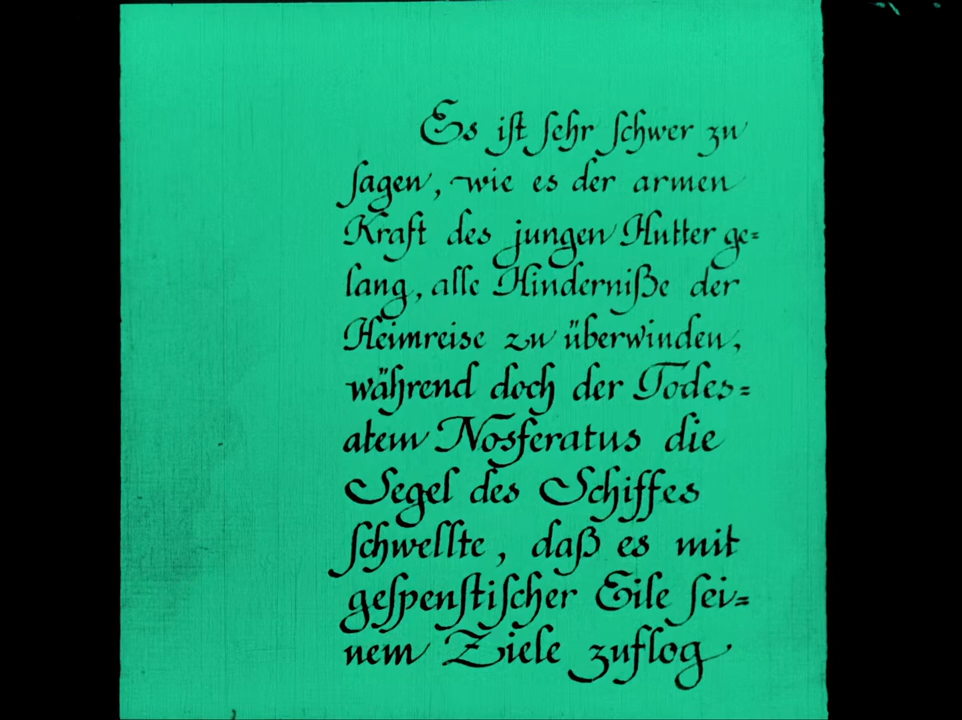 Es ist sehr schwer zu
sagen, wie es der armen
Kraft des jungen Hutter ge=
lang, alle Hinderniße der
Heimreise zu überwinden,
während doch der Todes=
atem Nosferatus die
Segel des Schiffes
schwellte, daß es mit
gespenstischer Eile sei=
nem Ziele zuflog